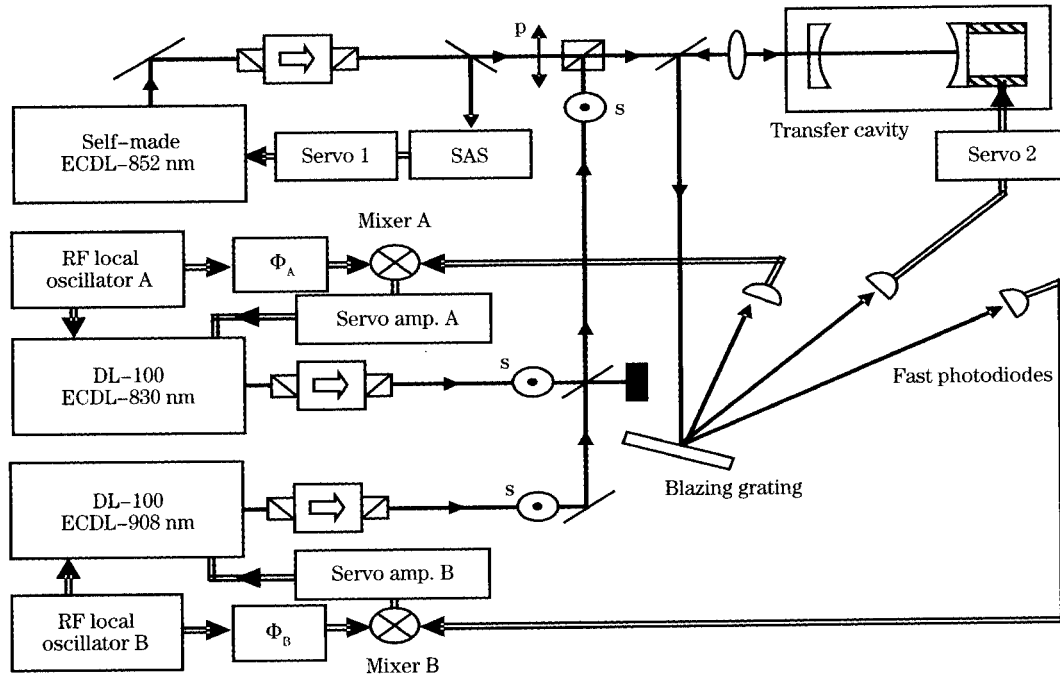 p
s
Transfer cavity
Self-made
ECDL-852 nm
Servo 1
SAS
Servo 2
Mixer A
RF local
oscillator A
Φ_A
Servo amp. A
DL-100
ECDL-830 nm
s
Fast photodiodes
Blazing grating
DL-100
ECDL-908 nm
s
Servo amp. B
RF local
oscillator B
Φ_B
Mixer B